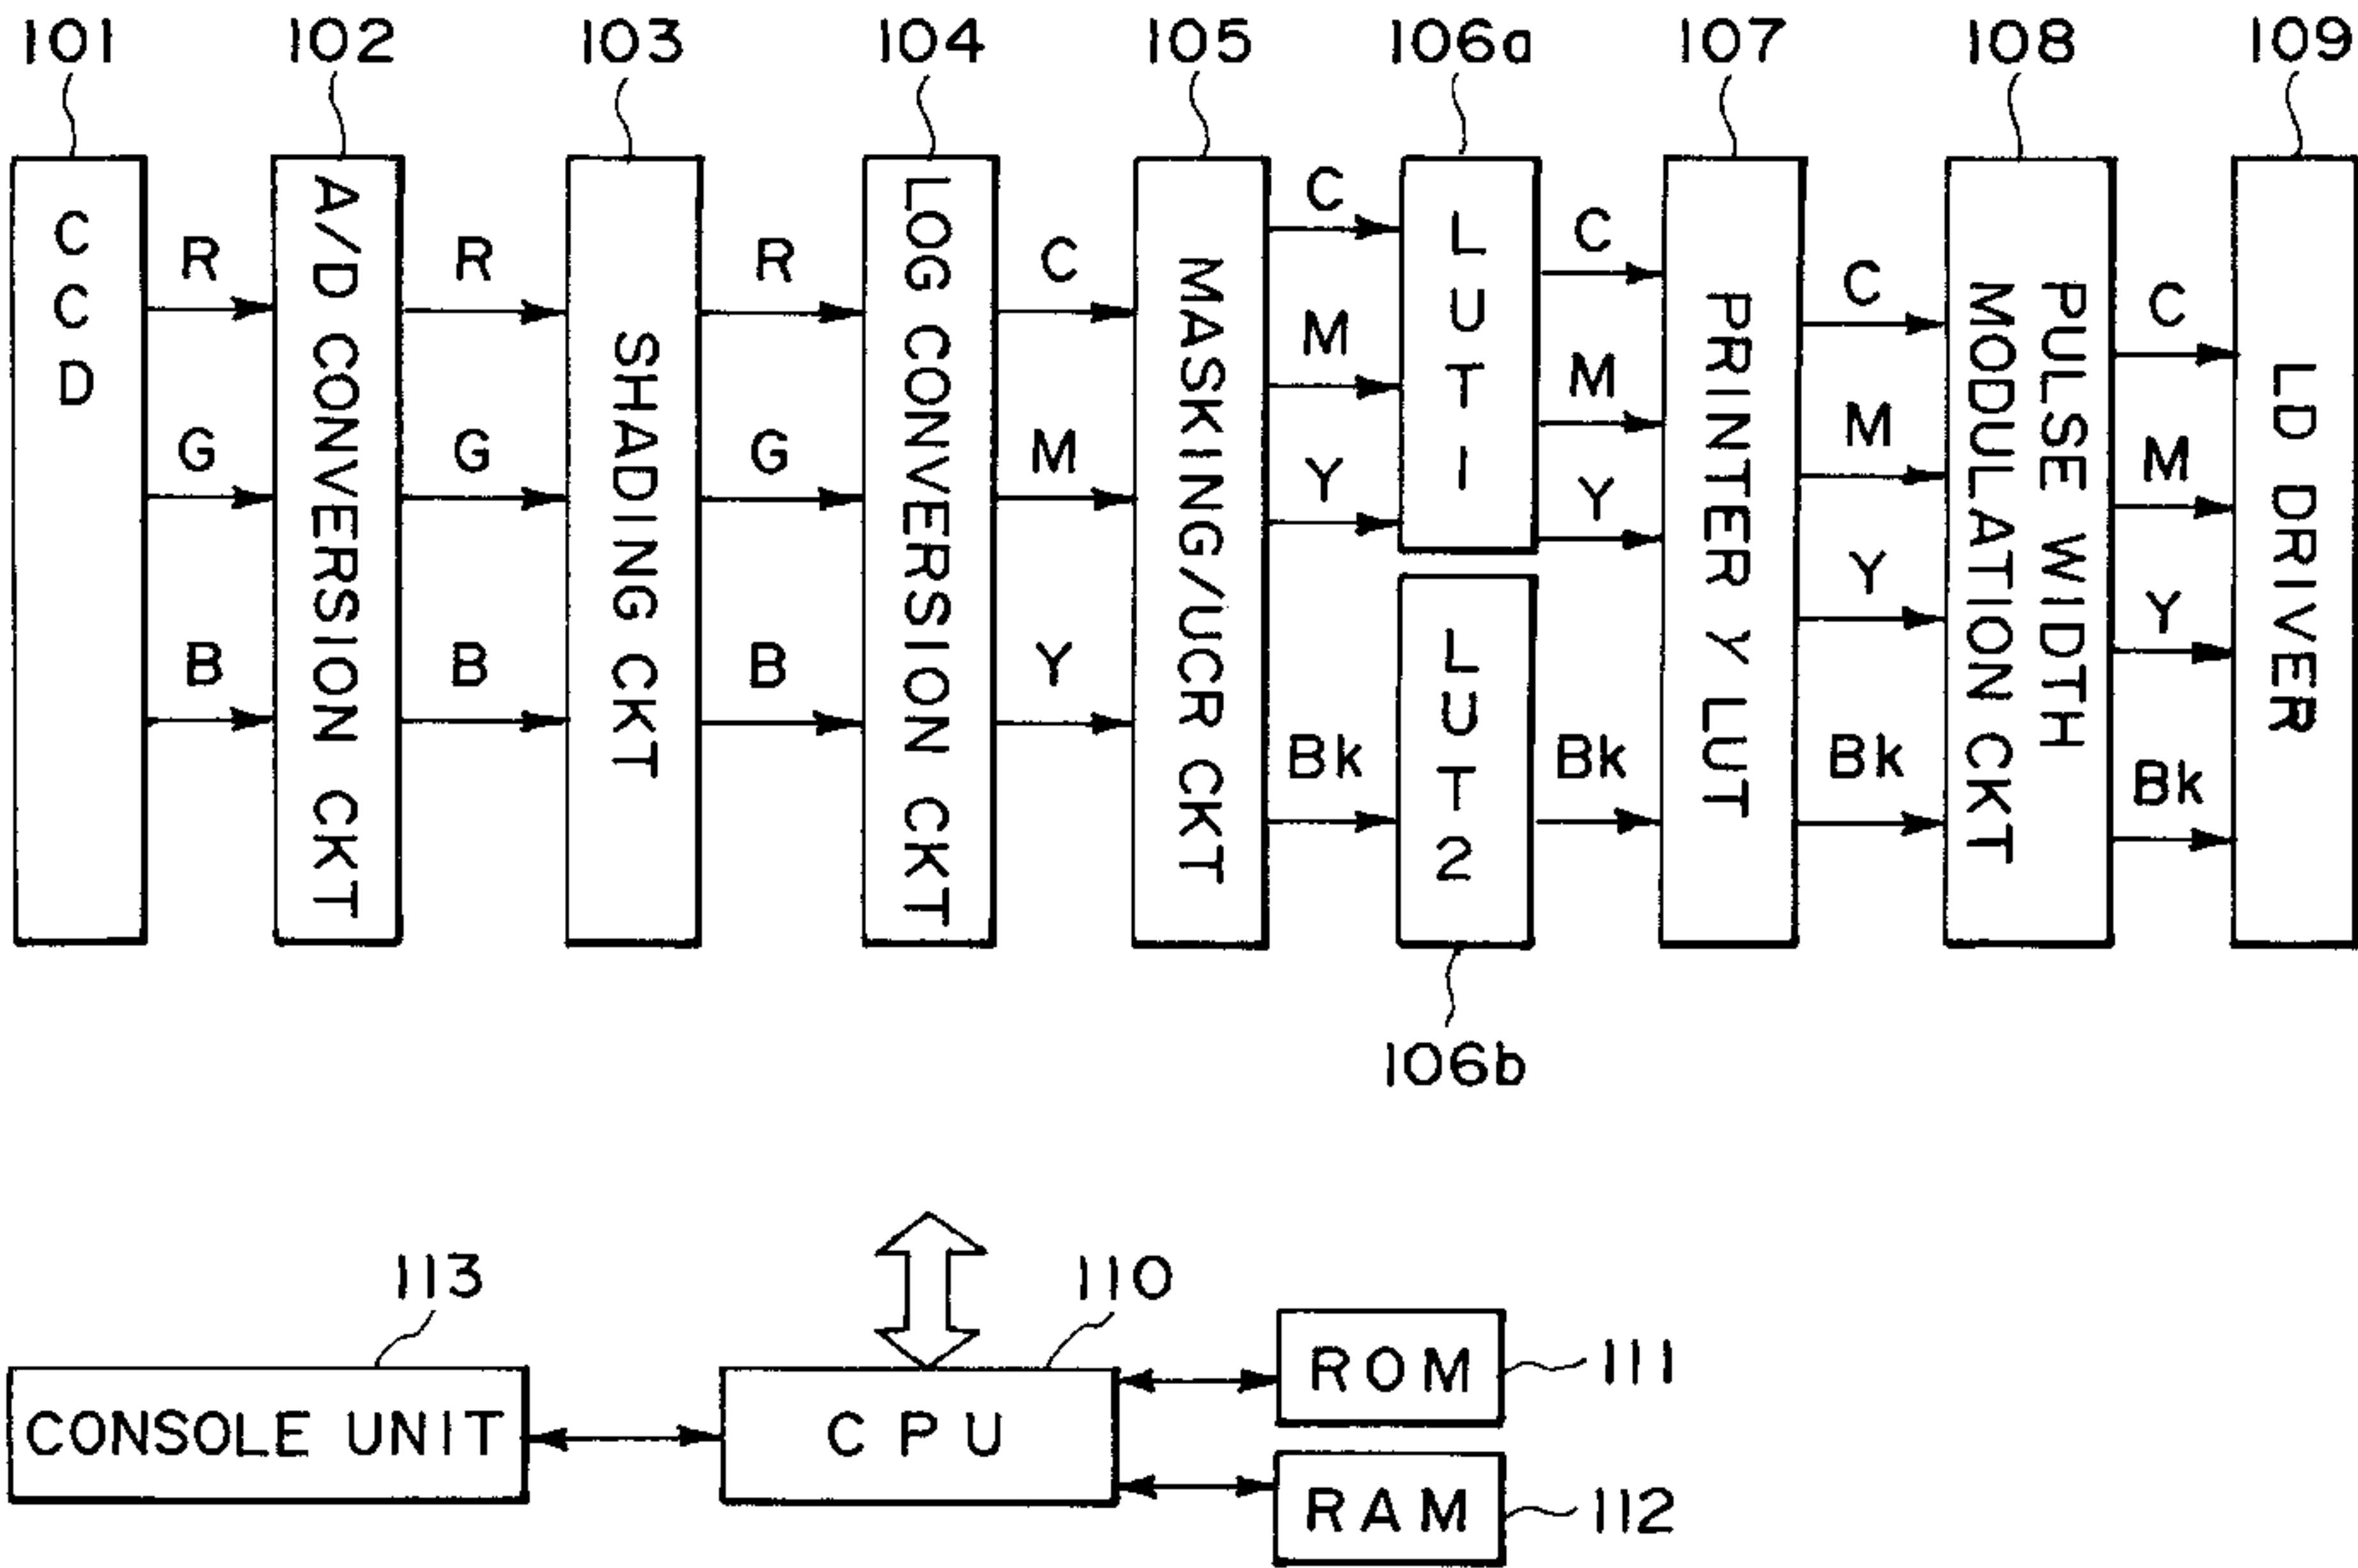 101 102 103 104 105 106a 107 108 109
CCD
R
G
B
A/D CONVERSION CKT
R
G
B
SHADING CKT
R
G
B
LOG CONVERSION CKT
C
M
Y
MASKING/UCR CKT
C
M
Y
Bk
LUT1
LUT2
106b
C
M
Y
Bk
PRINTER γ LUT
C
M
Y
Bk
PULSE WIDTH
MODULATION CKT
C
M
Y
Bk
LD DRIVER
113
CONSOLE UNIT
110
CPU
ROM
111
RAM
112